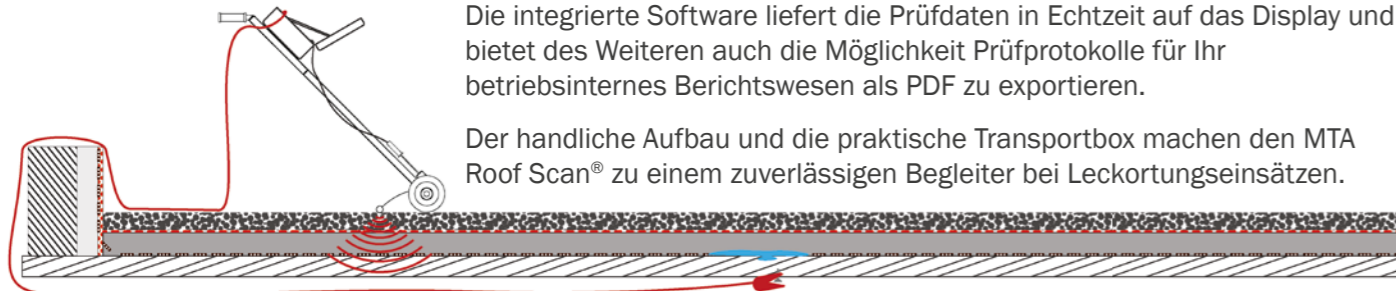 Die integrierte Software liefert die Prüfdaten in Echtzeit auf das Display und
bietet des Weiteren auch die Möglichkeit Prüfprotokolle für Ihr
betriebsinternes Berichtswesen als PDF zu exportieren.
Der handliche Aufbau und die praktische Transportbox machen den MTA
Roof Scan® zu einem zuverlässigen Begleiter bei Leckortungseinsätzen.